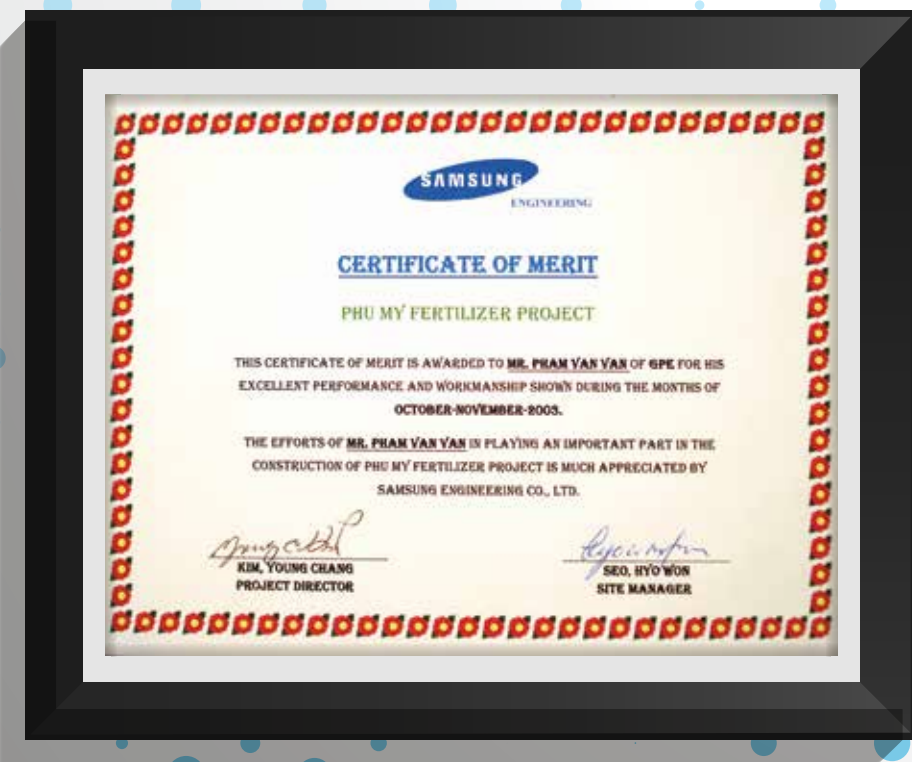 SAMSUNG
ENGINEERING
CERTIFICATE OF MERIT
PHU MY FERTILIZER PROJECT
THIS CERTIFICATE OF MERIT IS AWARDED TO MR. PHAM VAN VAN OF GPE FOR HIS
EXCELLENT PERFORMANCE AND WORKMANSHIP SHOWN DURING THE MONTHS OF
OCTOBER-NOVEMBER-2003.
THE EFFORTS OF MR. PHAM VAN VAN IN PLAYING AN IMPORTANT PART IN THE
CONSTRUCTION OF PHU MY FERTILIZER PROJECT IS MUCH APPRECIATED BY
SAMSUNG ENGINEERING CO., LTD.
KIM, YOUNG CHANG
PROJECT DIRECTOR
SEO, HYO WON
SITE MANAGER